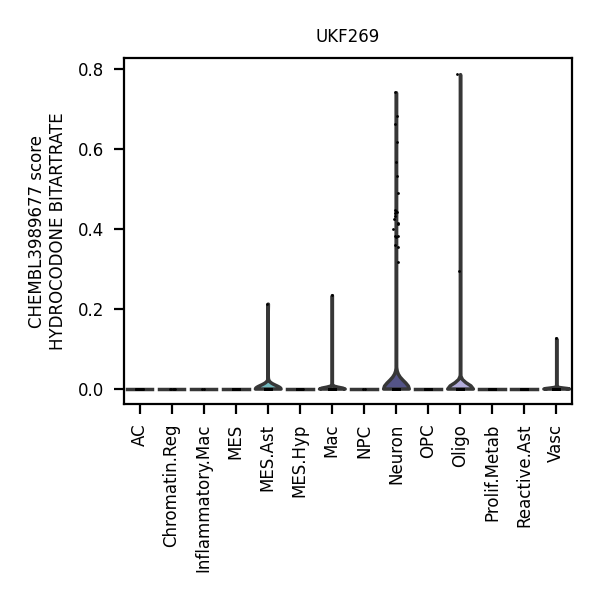 UKF269
CHEMBL3989677 score
HYDROCODONE BITARTRATE
0.8
0.6
0.4
0.2
0.0
AC
Chromatin.Reg
Inflammatory.Mac
MES
MES.Ast
MES.Hyp
Mac
NPC
Neuron
OPC
Oligo
Prolif.Metab
Reactive.Ast
Vasc